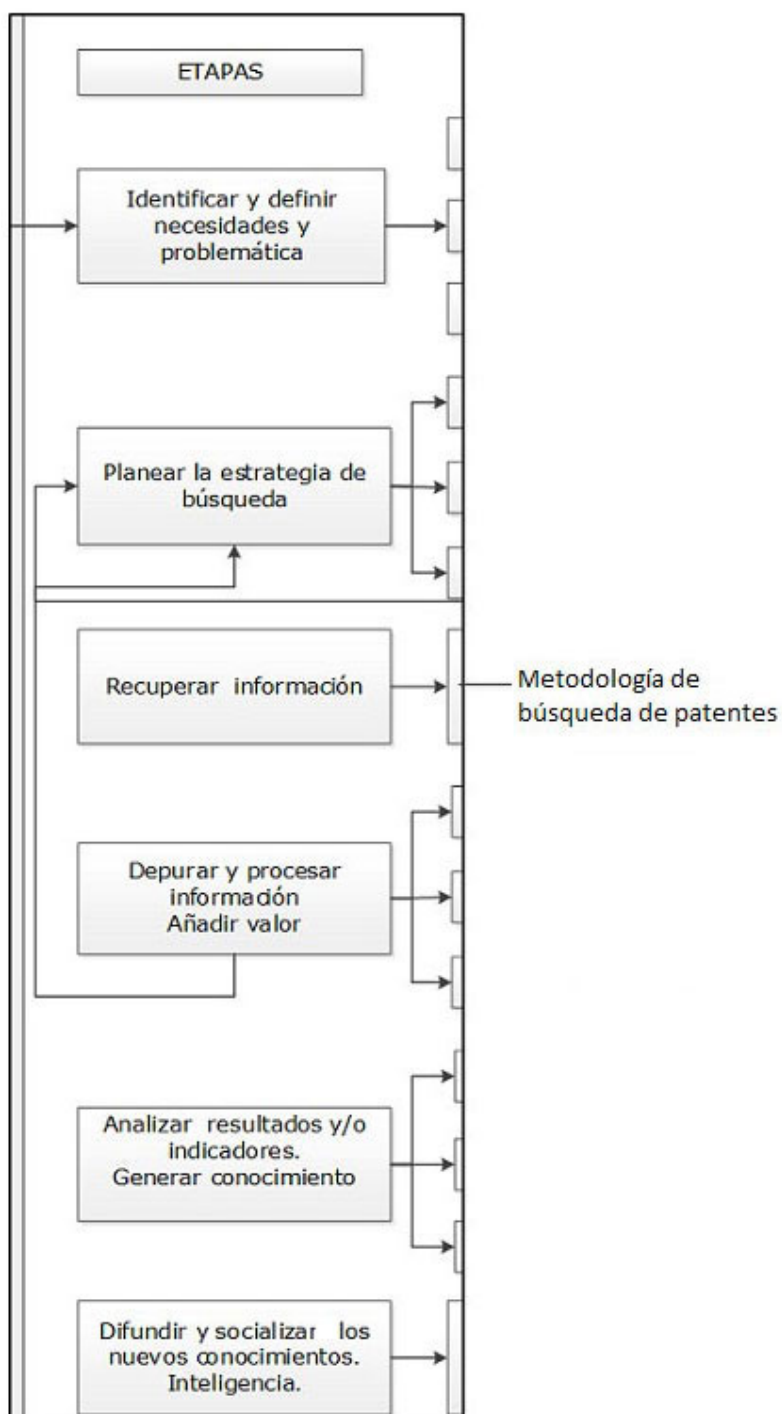 ETAPAS
Identificar y definir
necesidades y
problemática
Planear la estrategia de
búsqueda
Recuperar información
Metodología de
búsqueda de patentes
Depurar y procesar
información
Añadir valor
Analizar resultados y/o
indicadores.
Generar conocimiento
Difundir y socializar los
nuevos conocimientos.
Inteligencia.